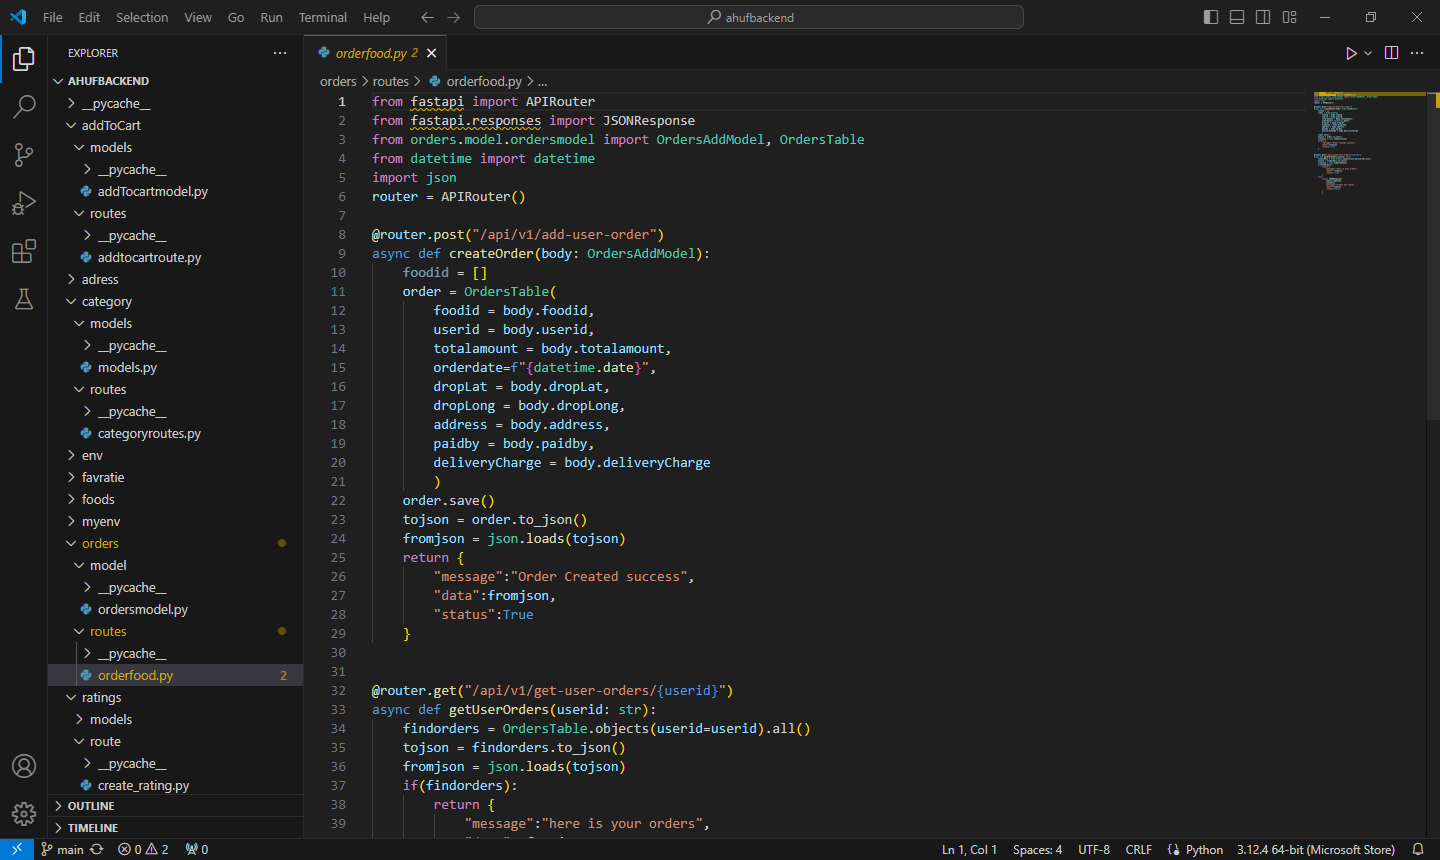 File Edit Selection View Go Run Terminal Help
ahufbackend
EXPLORER
AHUFBACKEND
__pycache__
addToCart
models
__pycache__
addTocartmodel.py
routes
__pycache__
addtocartroute.py
adress
category
models
__pycache__
models.py
routes
__pycache__
categoryroutes.py
env
favratie
foods
myenv
orders
model
__pycache__
ordersmodel.py
routes
__pycache__
orderfood.py 2
ratings
models
route
__pycache__
create_rating.py
OUTLINE
TIMELINE
orderfood.py 2
orders > routes > orderfood.py > ...
1 from fastapi import APIRouter
2 from fastapi.responses import JSONResponse
3 from orders.model.ordersmodel import OrdersAddModel, OrdersTable
4 from datetime import datetime
5 import json
6 router = APIRouter()
7
8 @router.post("/api/v1/add-user-order")
9 async def createOrder(body: OrdersAddModel):
10     foodid = []
11     order = OrdersTable(
12         foodid = body.foodid,
13         userid = body.userid,
14         totalamount = body.totalamount,
15         orderdate=f"{datetime.date}",
16         dropLat = body.dropLat,
17         dropLong = body.dropLong,
18         address = body.address,
19         paidby = body.paidby,
20         deliveryCharge = body.deliveryCharge
21         )
22     order.save()
23     tojson = order.to_json()
24     fromjson = json.loads(tojson)
25     return {
26         "message":"Order Created success",
27         "data":fromjson,
28         "status":True
29     }
30
31
32 @router.get("/api/v1/get-user-orders/{userid}")
33 async def getUserOrders(userid: str):
34     findorders = OrdersTable.objects(userid=userid).all()
35     tojson = findorders.to_json()
36     fromjson = json.loads(tojson)
37     if(findorders):
38         return {
39             "message":"here is your orders",
main 0 2 0 Ln 1, Col 1 Spaces: 4 UTF-8 CRLF Python 3.12.4 64-bit (Microsoft Store)